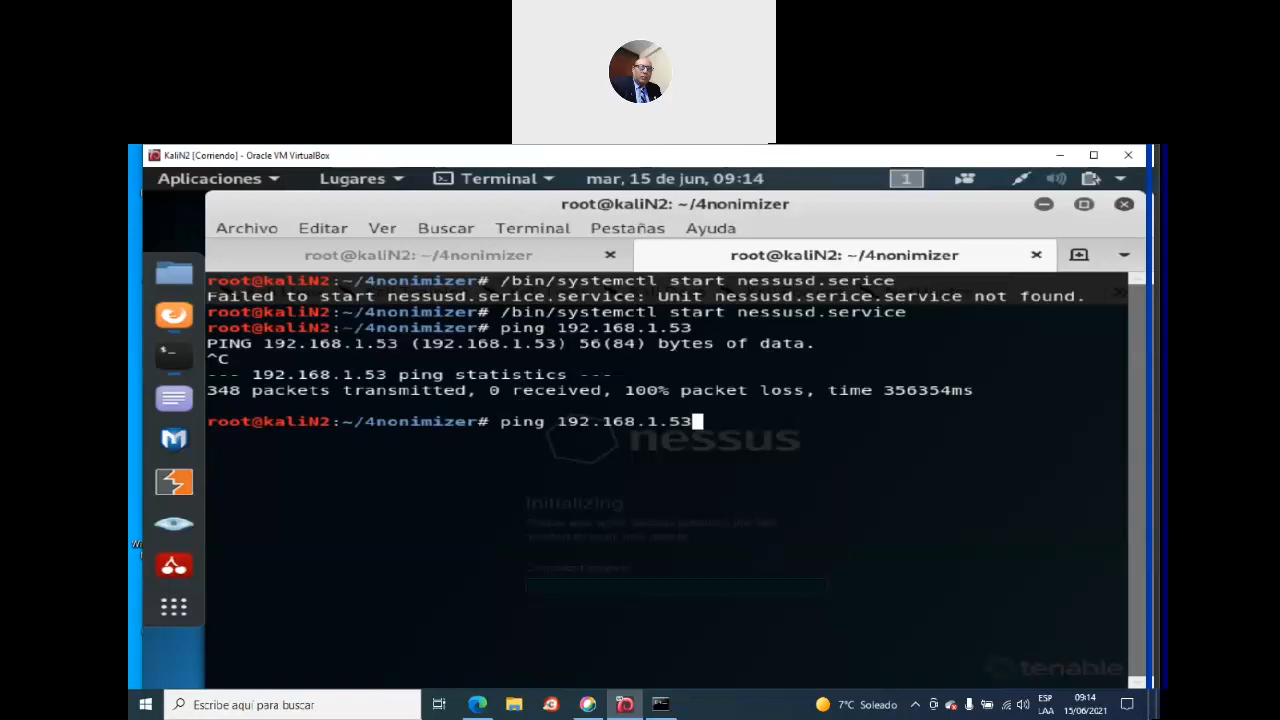 KaliN2 [Corriendo] - Oracle VM VirtualBox
Aplicaciones Lugares Terminal mar, 15 de jun, 09:14 1
root@kaliN2: ~/4nonimizer
Archivo Editar Ver Buscar Terminal Pestañas Ayuda
root@kaliN2: ~/4nonimizer root@kaliN2: ~/4nonimizer
root@kaliN2:~/4nonimizer# /bin/systemctl start nessusd.serice
Failed to start nessusd.serice.service: Unit nessusd.serice.service not found.
root@kaliN2:~/4nonimizer# /bin/systemctl start nessusd.service
root@kaliN2:~/4nonimizer# ping 192.168.1.53
PING 192.168.1.53 (192.168.1.53) 56(84) bytes of data.
^C
--- 192.168.1.53 ping statistics ---
348 packets transmitted, 0 received, 100% packet loss, time 356354ms
root@kaliN2:~/4nonimizer# ping 192.168.1.53
nessus
Initializing
tenable
Escribe aquí para buscar
7°C Soleado
ESP
LAA
09:14
15/06/2021